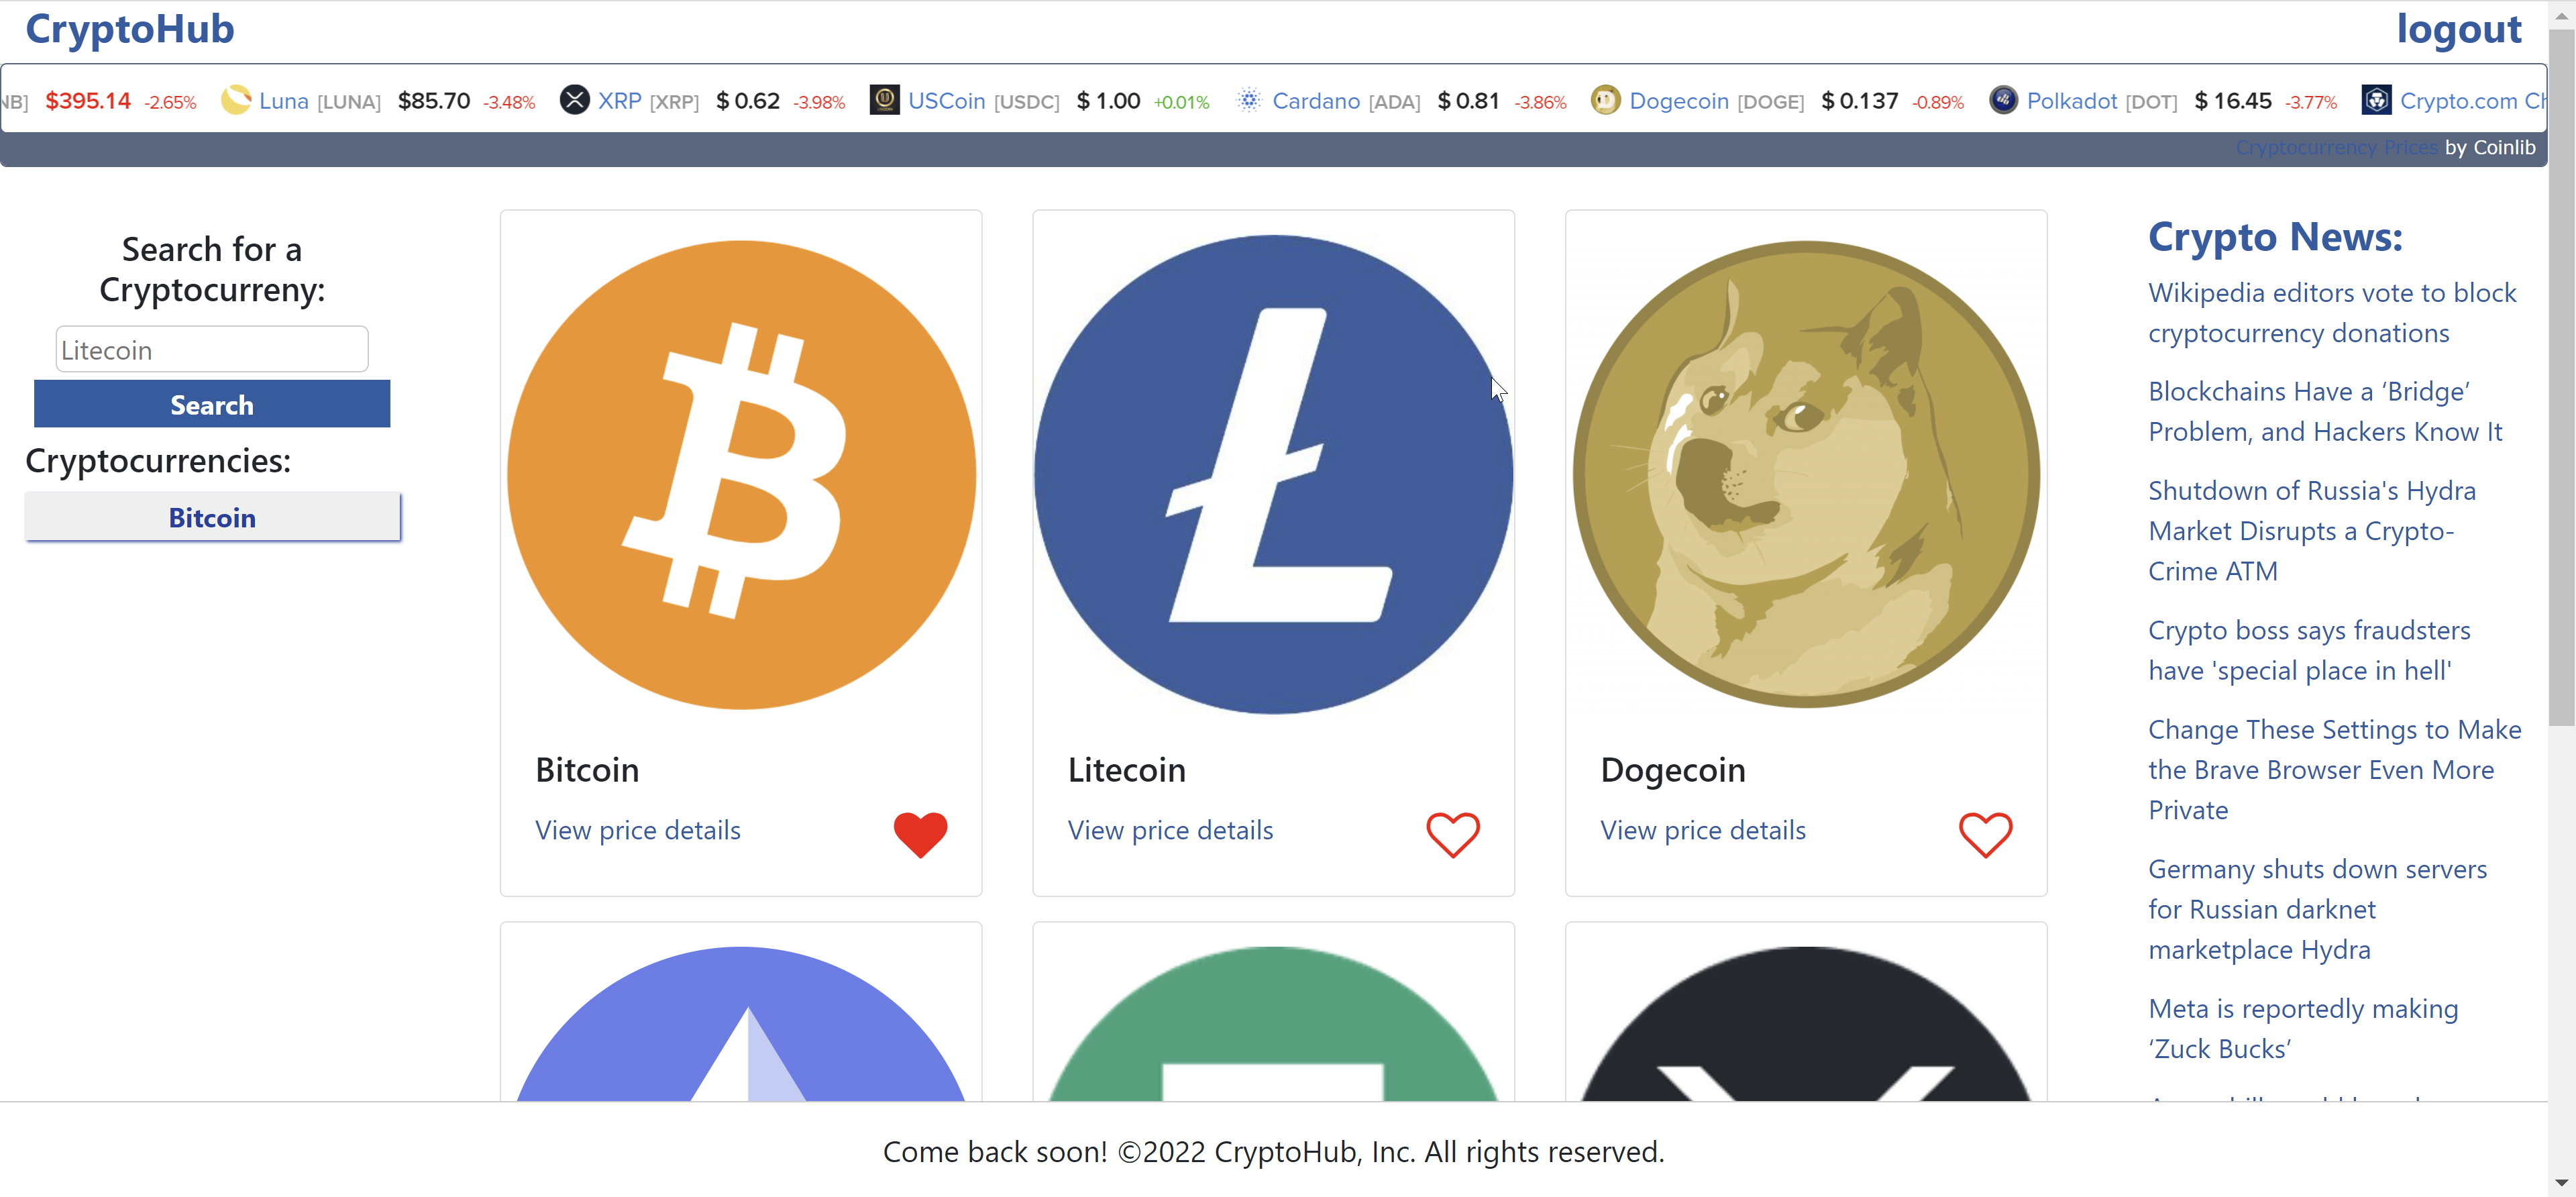 CryptoHub
logout
NB] $395.14 -2.65% Luna [LUNA] $85.70 -3.48% XRP [XRP] $ 0.62 -3.98% USCoin [USDC] $ 1.00 +0.01% Cardano [ADA] $ 0.81 -3.86% Dogecoin [DOGE] $ 0.137 -0.89% Polkadot [DOT] $ 16.45 -3.77% Crypto.com Ch
Cryptocurrency Prices by Coinlib
Search for a
Cryptocurreny:
Litecoin
Search
Cryptocurrencies:
Bitcoin
Bitcoin
View price details
Litecoin
View price details
Dogecoin
View price details
Crypto News:
Wikipedia editors vote to block
cryptocurrency donations
Blockchains Have a ‘Bridge’
Problem, and Hackers Know It
Shutdown of Russia's Hydra
Market Disrupts a Crypto-
Crime ATM
Crypto boss says fraudsters
have 'special place in hell'
Change These Settings to Make
the Brave Browser Even More
Private
Germany shuts down servers
for Russian darknet
marketplace Hydra
Meta is reportedly making
‘Zuck Bucks’
Come back soon! ©2022 CryptoHub, Inc. All rights reserved.